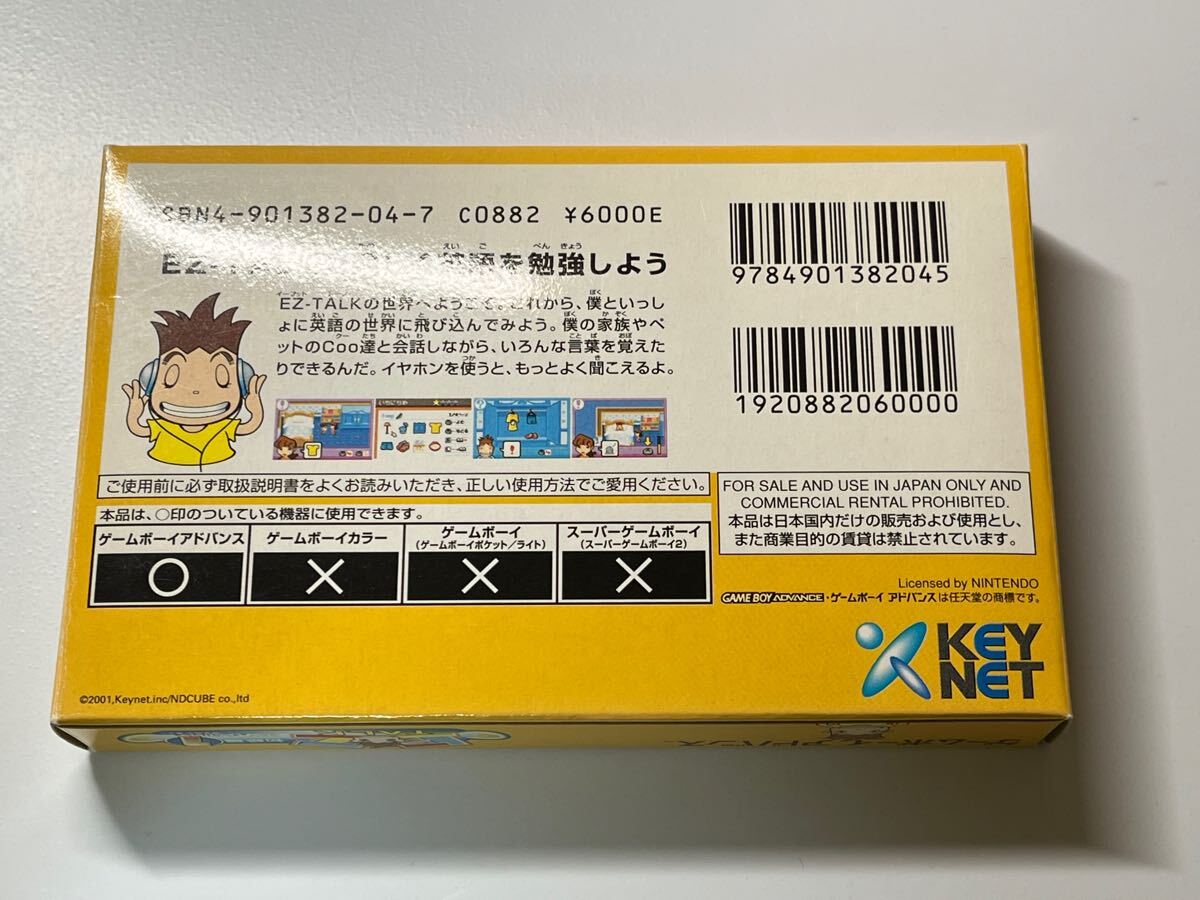 SBN4-901382-04-7 C0882 ¥6000E
9784901382045
1920882060000
を勉強しよう
EZ-TALKの世界へようこそ。これから、僕といっし
ょに英語の世界に飛び込んでみよう。僕の家族やペ
ットのCoo達と会話しながら、いろんな言葉を覚えた
りできるんだ。イヤホンを使うと、もっとよく聞こえるよ。
ご使用前に必ず取扱説明書をよくお読みいただき、正しい使用方法でご愛用ください。
本品は、○印のついている機器に使用できます。
ゲームボーイアドバンス ゲームボーイカラー ゲームボーイ スーパーゲームボーイ
(ゲームボーイポケット/ライト) (スーパーゲームボーイ2)
○ × × ×
FOR SALE AND USE IN JAPAN ONLY AND
COMMERCIAL RENTAL PROHIBITED.
本品は日本国内だけの販売および使用とし、
また商業目的の賃貸は禁止されています。
Licensed by NINTENDO
GAME BOY ADVANCE・ゲームボーイ アドバンスは任天堂の商標です。
KEY
NET
©2001,Keynet.inc/NDCUBE co.,ltd
ゲームボーイアドバンス